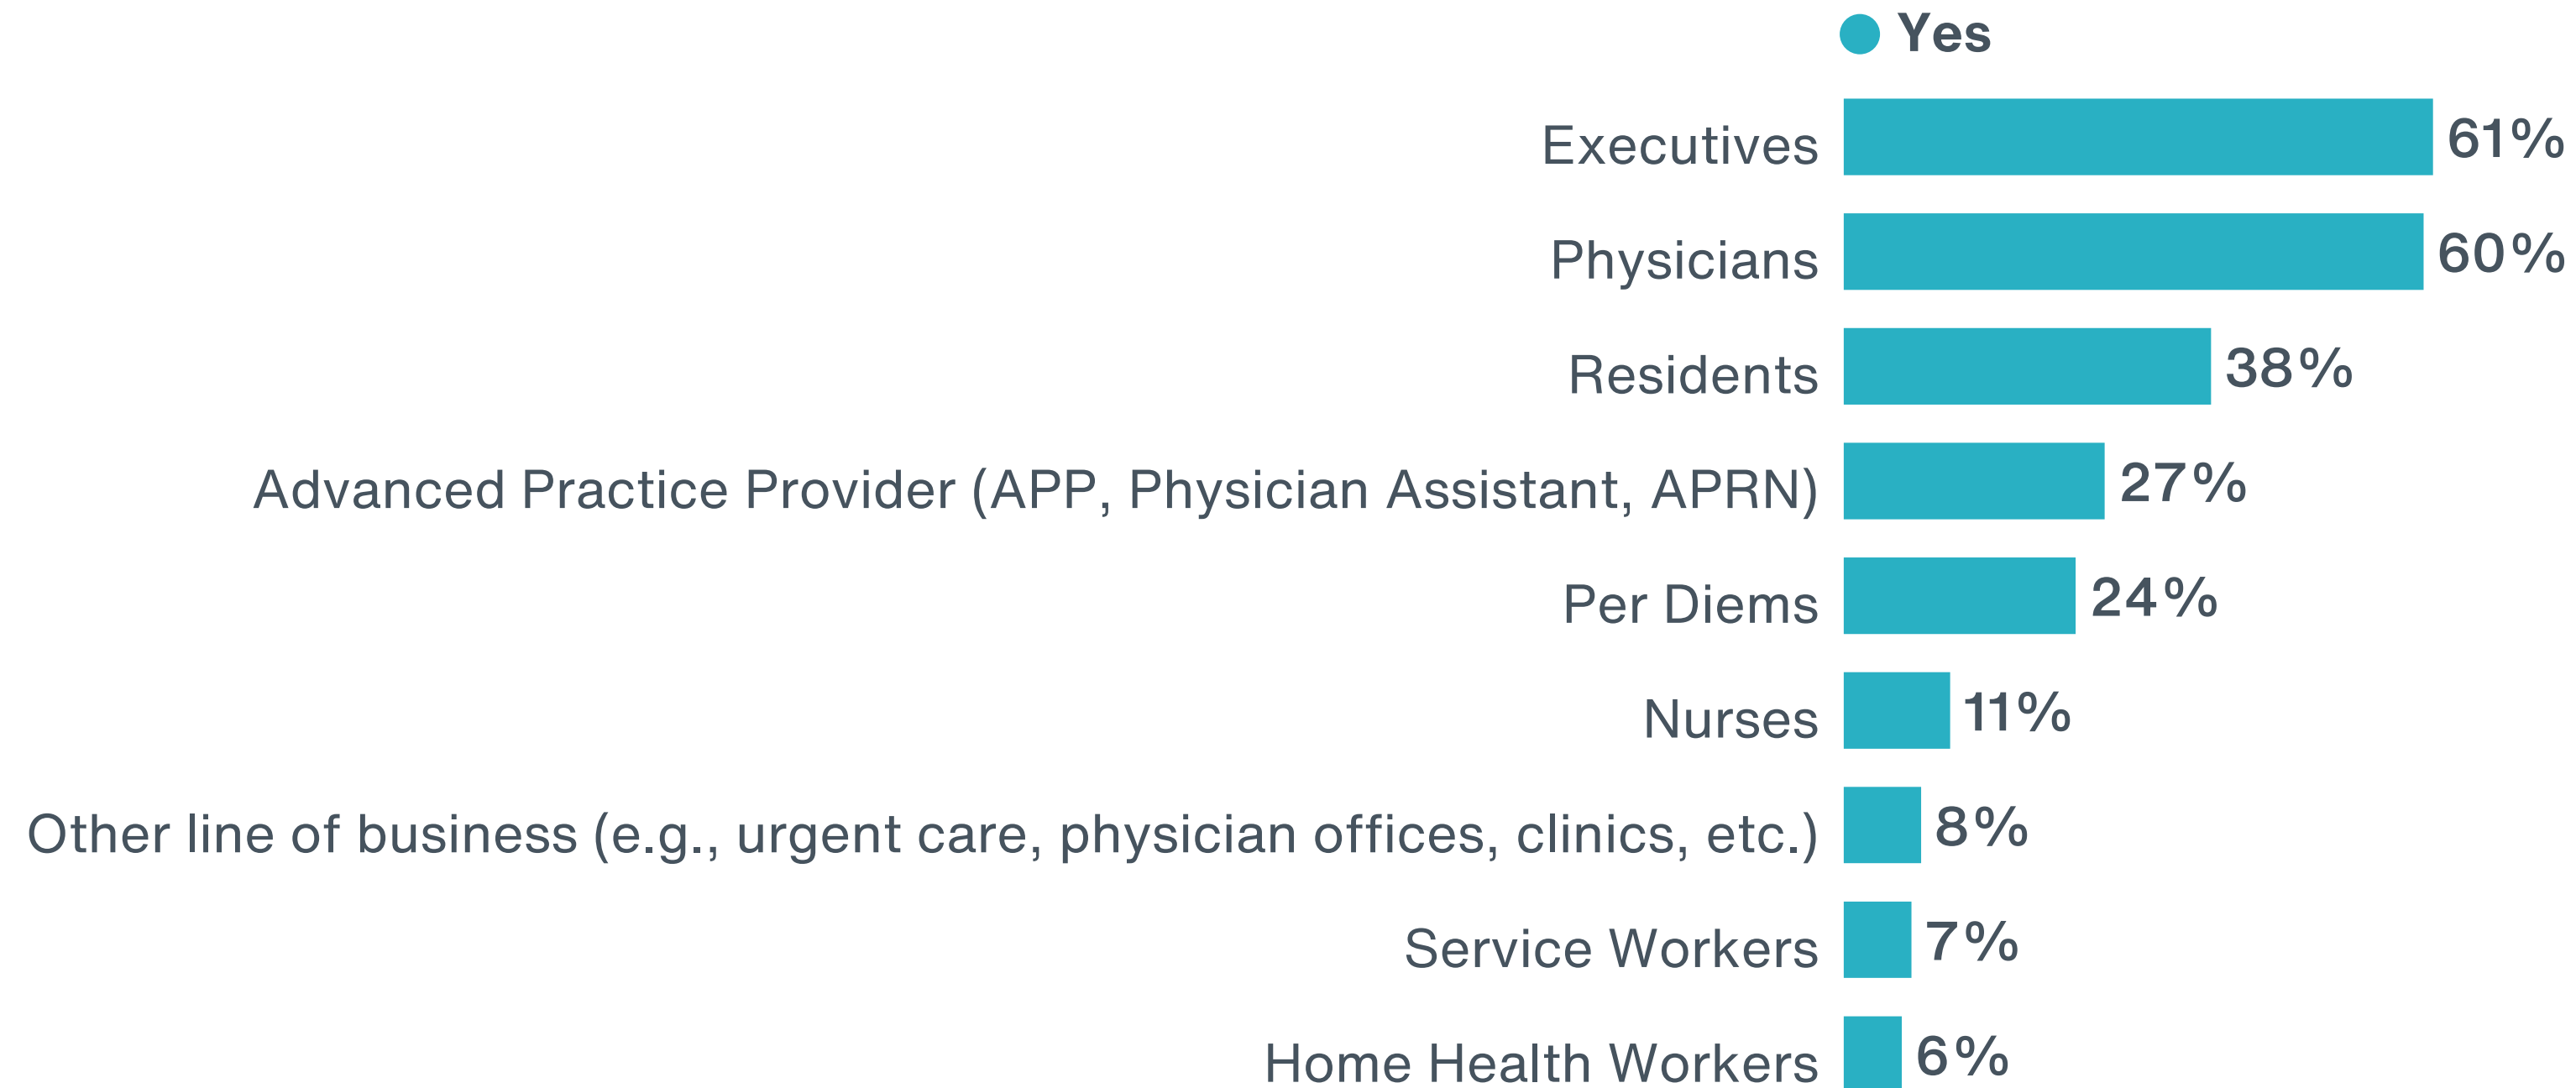 Yes
Executives 61%
Physicians 60%
Residents 38%
Advanced Practice Provider (APP, Physician Assistant, APRN) 27%
Per Diems 24%
Nurses 11%
Other line of business (e.g., urgent care, physician offices, clinics, etc.) 8%
Service Workers 7%
Home Health Workers 6%